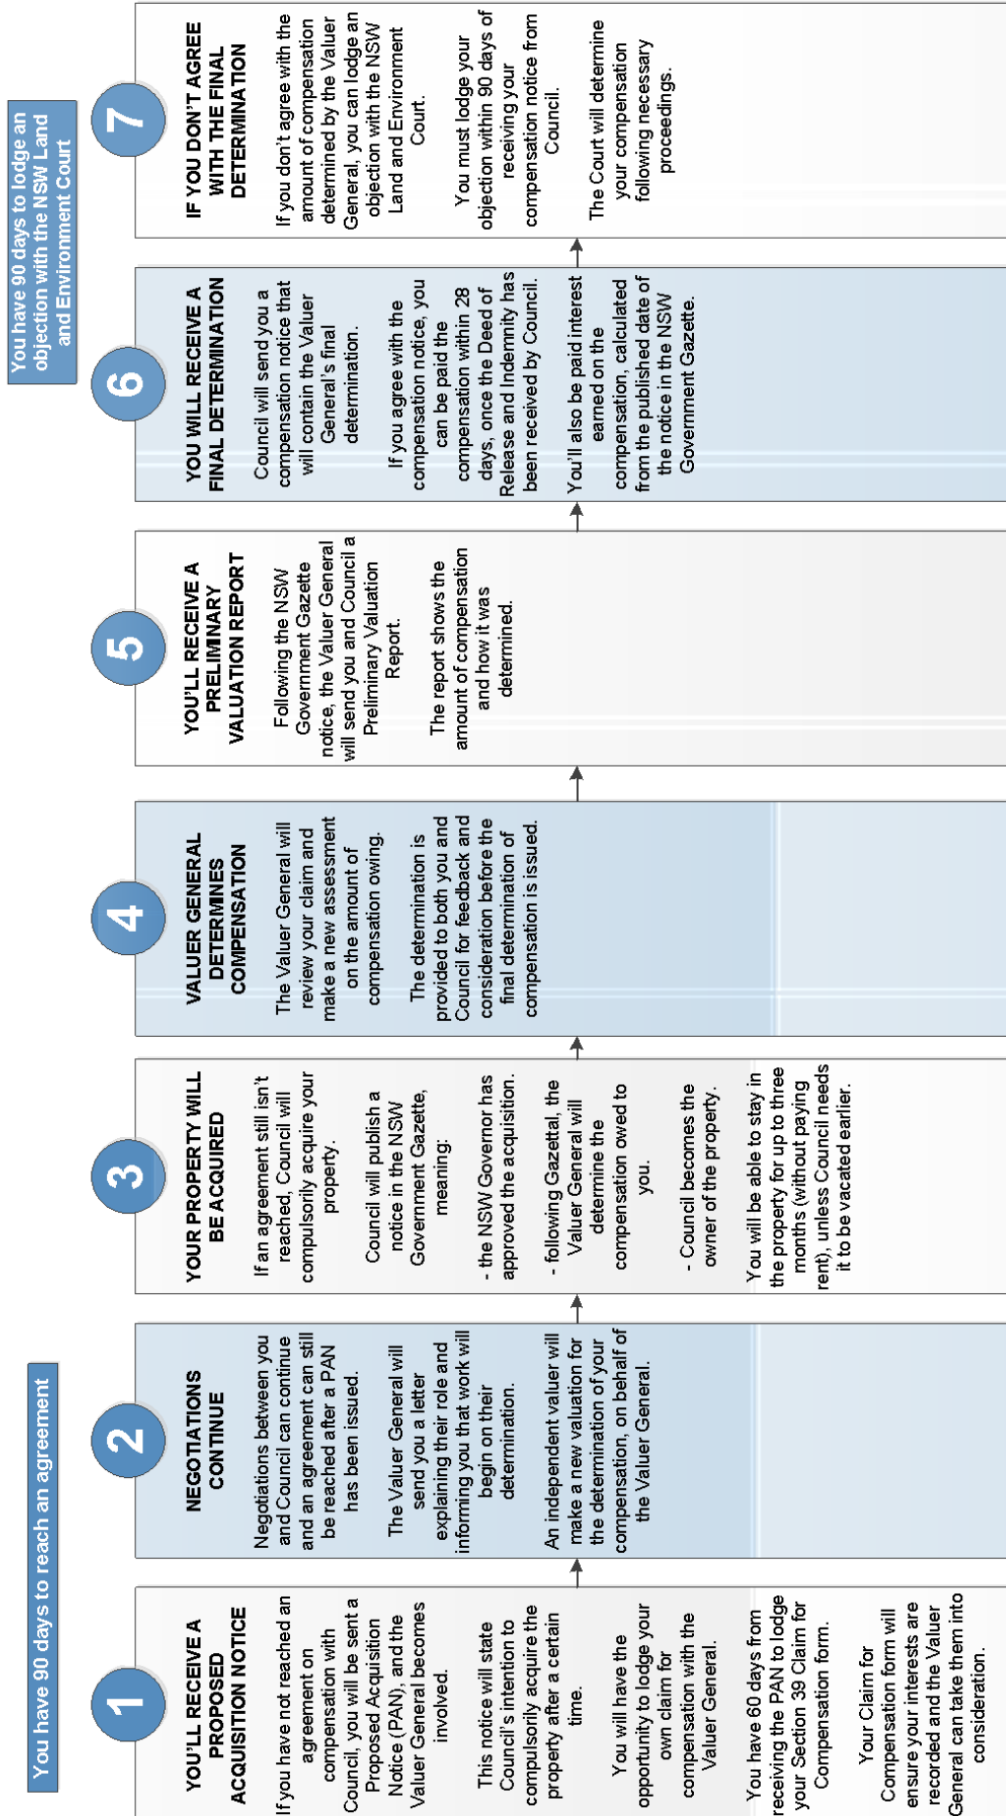 You have 90 days to reach an agreement
You have 90 days to lodge an
objection with the NSW Land
and Environment Court
1
YOU'LL RECEIVE A
PROPOSED
ACQUISITION NOTICE
If you have not reached an
agreement on
compensation with
Council, you will be sent a
Proposed Acquisition
Notice (PAN), and the
Valuer General becomes
involved.
This notice will state
Council's intention to
compulsorily acquire the
property after a certain
time.
You will have the
opportunity to lodge your
own claim for
compensation with the
Valuer General.
You have 60 days from
receiving the PAN to lodge
your Section 39 Claim for
Compensation form.
Your Claim for
Compensation form will
ensure your interests are
recorded and the Valuer
General can take them into
consideration.
2
NEGOTIATIONS
CONTINUE
Negotiations between you
and Council can continue
and an agreement can still
be reached after a PAN
has been issued.
The Valuer General will
send you a letter
explaining their role and
informing you that work will
begin on their
determination.
An independent valuer will
make a new valuation for
the determination of your
compensation, on behalf of
the Valuer General.
3
YOUR PROPERTY WILL
BE ACQUIRED
If an agreement still isn't
reached, Council will
compulsorily acquire your
property.
Council will publish a
notice in the NSW
Government Gazette,
meaning:
- the NSW Governor has
approved the acquisition.
- following Gazettal, the
Valuer General will
determine the
compensation owed to
you.
- Council becomes the
owner of the property.
You will be able to stay in
the property for up to three
months (without paying
rent), unless Council needs
it to be vacated earlier.
4
VALUER GENERAL
DETERMINES
COMPENSATION
The Valuer General will
review your claim and
make a new assessment
on the amount of
compensation owing.
The determination is
provided to both you and
Council for feedback and
consideration before the
final determination of
compensation is issued.
5
YOU'LL RECEIVE A
PRELIMINARY
VALUATION REPORT
Following the NSW
Government Gazette
notice, the Valuer General
will send you and Council a
Preliminary Valuation
Report.
The report shows the
amount of compensation
and how it was
determined.
6
YOU WILL RECEIVE A
FINAL DETERMINATION
Council will send you a
compensation notice that
will contain the Valuer
General's final
determination.
If you agree with the
compensation notice, you
can be paid the
compensation within 28
days, once the Deed of
Release and Indemnity has
been received by Council.
You'll also be paid interest
earned on the
compensation, calculated
from the published date of
the notice in the NSW
Government Gazette.
7
IF YOU DON'T AGREE
WITH THE FINAL
DETERMINATION
If you don't agree with the
amount of compensation
determined by the Valuer
General, you can lodge an
objection with the NSW
Land and Environment
Court.
You must lodge your
objection within 90 days of
receiving your
compensation notice from
Council.
The Court will determine
your compensation
following necessary
proceedings.